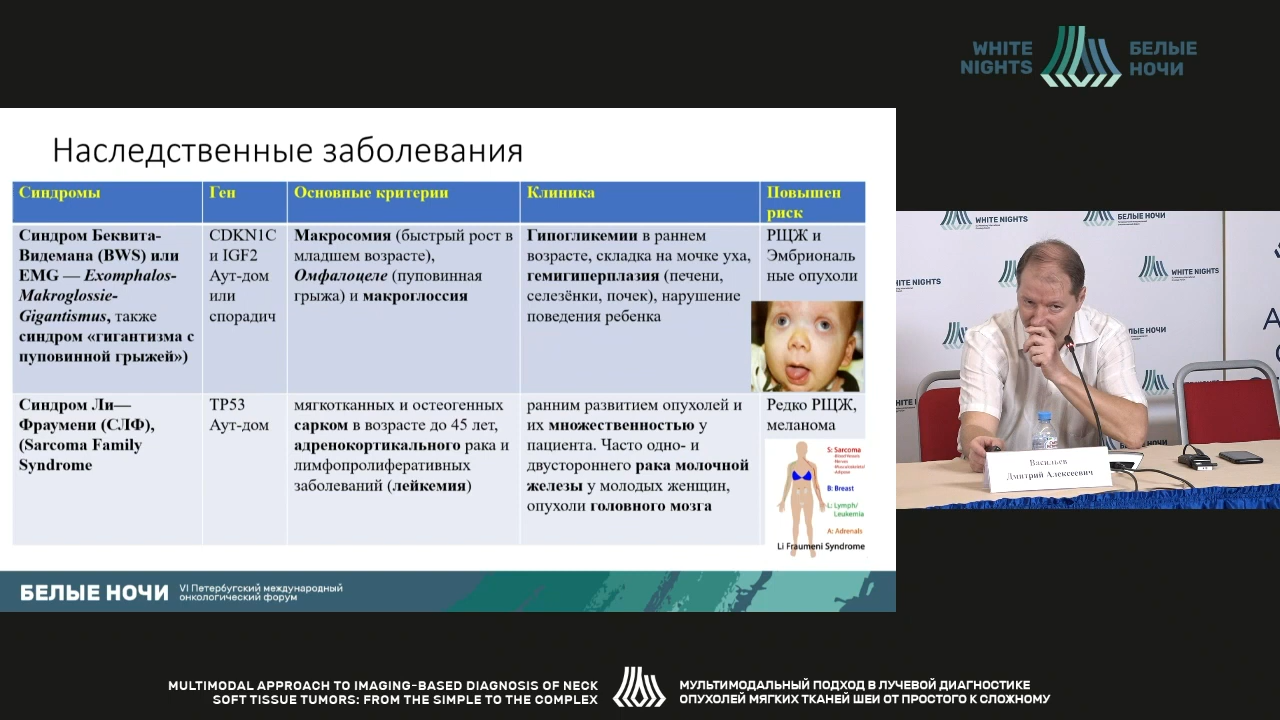 WHITE
NIGHTS
БЕЛЫЕ
НОЧИ
Наследственные заболевания
Синдромы
Ген
Основные критерии
Клиника
Повышен
риск
Синдром Беквита-
Видемана (BWS) или
EMG — Exomphalos-
Makroglossie-
Gigantismus, также
синдром «гигантизма с
пуповинной грыжей»)
CDKN1C
и IGF2
Аут-дом
или
спорадич
Макросомия (быстрый рост в
младшем возрасте),
Омфалоцеле (пуповинная
грыжа) и макроглоссия
Гипогликемии в раннем
возрасте, складка на мочке уха,
гемигиперплазия (печени,
селезёнки, почек), нарушение
поведения ребенка
РЩЖ и
Эмбриональ
ные опухоли
Синдром Ли—
Фраумени (СЛФ),
(Sarcoma Family
Syndrome
TP53
Аут-дом
мягкотканных и остеогенных
сарком в возрасте до 45 лет,
адренокортикального рака и
лимфопролиферативных
заболеваний (лейкемия)
ранним развитием опухолей и
их множественностью у
пациента. Часто одно- и
двустороннего рака молочной
железы у молодых женщин,
опухоли головного мозга
Редко РЩЖ,
меланома
S: Sarcoma
B: Breast
L: Lymph/
Leukemia
A: Adrenals
Li Fraumeni Syndrome
БЕЛЫЕ НОЧИ
VI Петербугский международный
онкологический форум
WHITE NIGHTS
БЕЛЫЕ НОЧИ
WHITE NIGHTS
Васильев
Дмитрий Алексеевич
MULTIMODAL APPROACH TO IMAGING-BASED DIAGNOSIS OF NECK
SOFT TISSUE TUMORS: FROM THE SIMPLE TO THE COMPLEX
МУЛЬТИМОДАЛЬНЫЙ ПОДХОД В ЛУЧЕВОЙ ДИАГНОСТИКЕ
ОПУХОЛЕЙ МЯГКИХ ТКАНЕЙ ШЕИ ОТ ПРОСТОГО К СЛОЖНОМУ